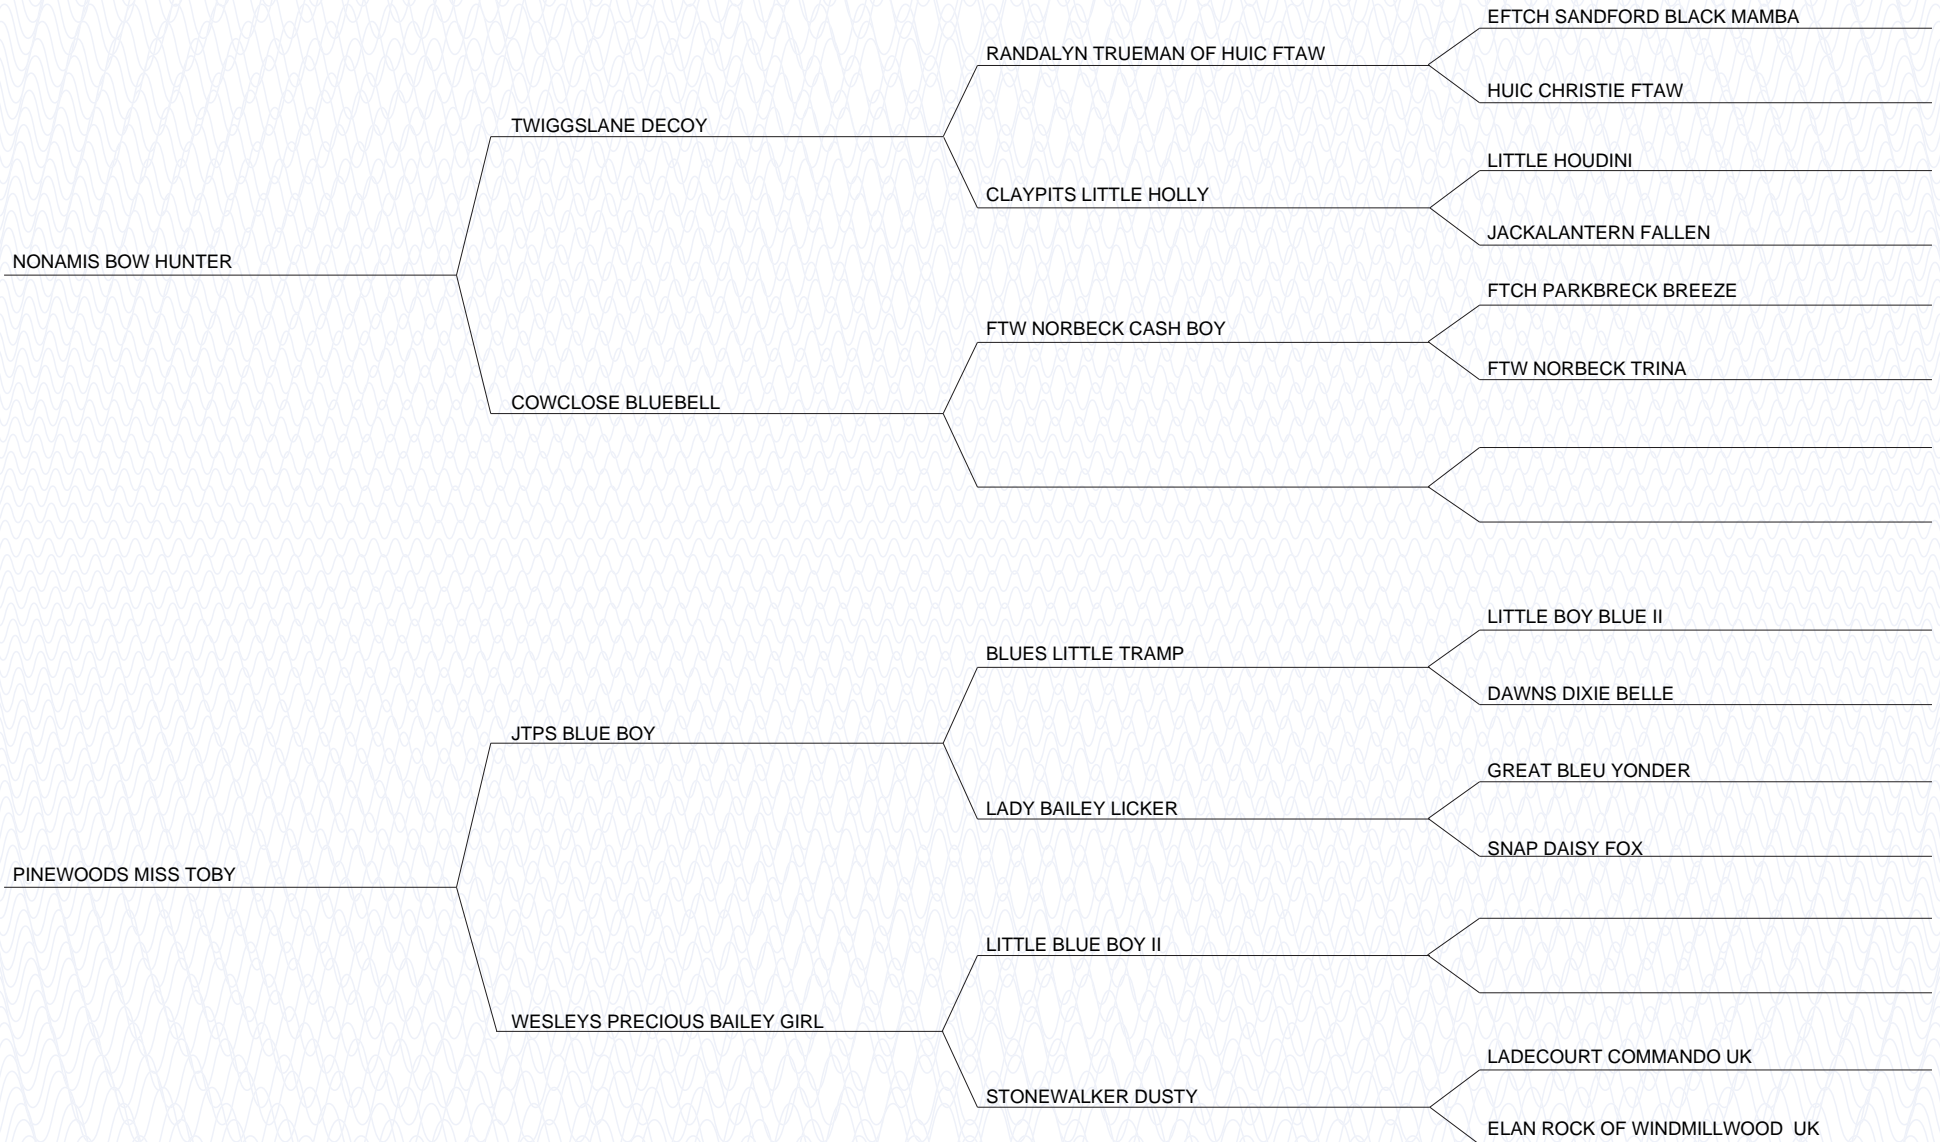 EFTCH SANDFORD BLACK MAMBA
RANDALYN TRUEMAN OF HUIC FTAW
HUIC CHRISTIE FTAW
TWIGGSLANE DECOY
LITTLE HOUDINI
CLAYPITS LITTLE HOLLY
JACKALANTERN FALLEN
NONAMIS BOW HUNTER
FTCH PARKBRECK BREEZE
FTW NORBECK CASH BOY
FTW NORBECK TRINA
COWCLOSE BLUEBELL
LITTLE BOY BLUE II
BLUES LITTLE TRAMP
DAWNS DIXIE BELLE
JTPS BLUE BOY
GREAT BLEU YONDER
LADY BAILEY LICKER
SNAP DAISY FOX
PINEWOODS MISS TOBY
LITTLE BLUE BOY II
WESLEYS PRECIOUS BAILEY GIRL
LADECOURT COMMANDO UK
STONEWALKER DUSTY
ELAN ROCK OF WINDMILLWOOD  UK